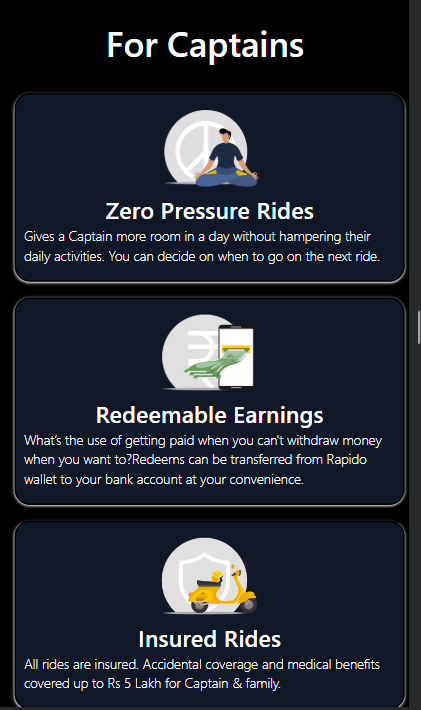 For Captains
Zero Pressure Rides
Gives a Captain more room in a day without hampering their
daily activities. You can decide on when to go on the next ride.
Redeemable Earnings
What's the use of getting paid when you can't withdraw money
when you want to?Redeems can be transferred from Rapido
wallet to your bank account at your convenience.
Insured Rides
All rides are insured. Accidental coverage and medical benefits
covered up to Rs 5 Lakh for Captain & family.